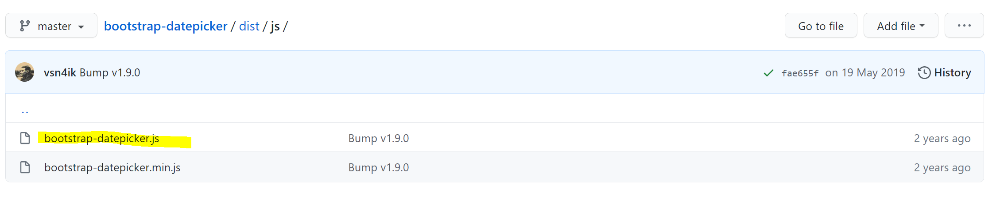 master bootstrap-datepicker / dist / js / Go to file Add file ...
vsn4ik Bump v1.9.0 fae655f on 19 May 2019 History
..
bootstrap-datepicker.js Bump v1.9.0 2 years ago
bootstrap-datepicker.min.js Bump v1.9.0 2 years ago